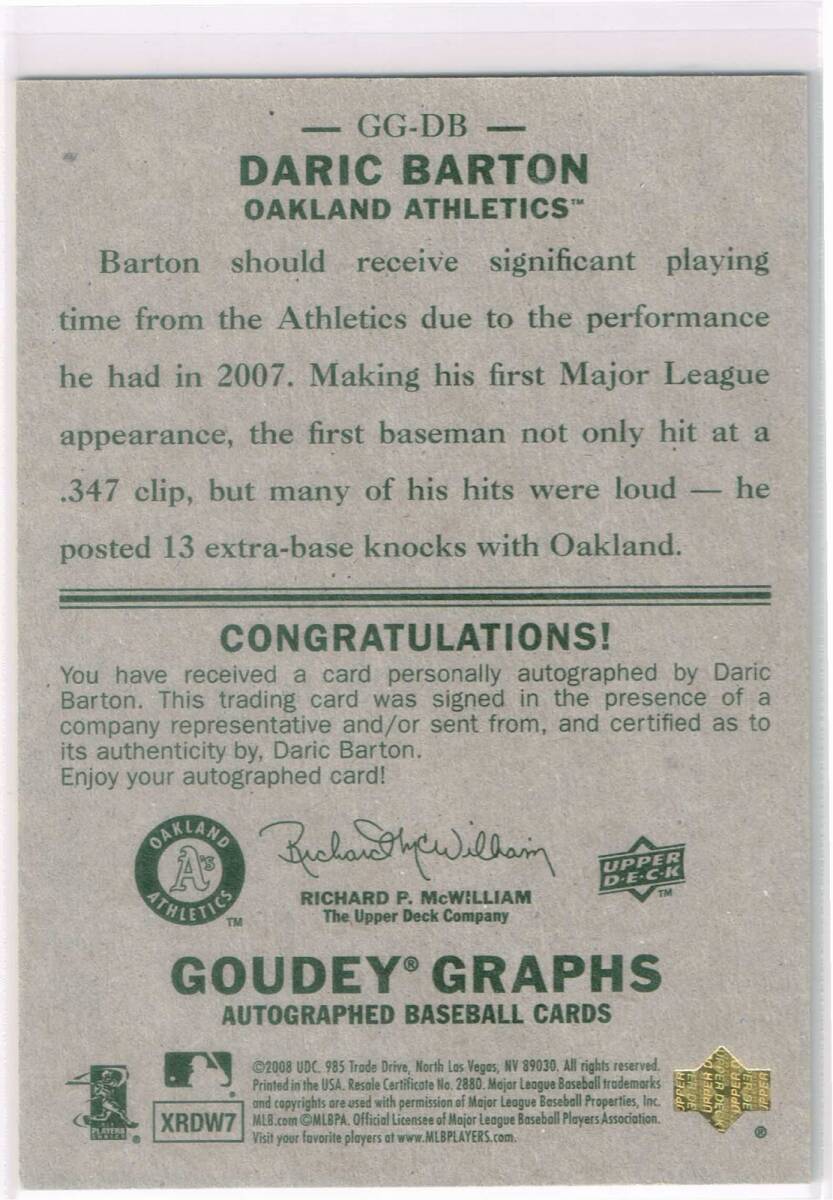 — GG-DB —
DARIC BARTON
OAKLAND ATHLETICS™
Barton should receive significant playing
time from the Athletics due to the performance
he had in 2007. Making his first Major League
appearance, the first baseman not only hit at a
.347 clip, but many of his hits were loud — he
posted 13 extra-base knocks with Oakland.
CONGRATULATIONS!
You have received a card personally autographed by Daric
Barton. This trading card was signed in the presence of a
company representative and/or sent from, and certified as to
its authenticity by, Daric Barton.
Enjoy your autographed card!
OAKLAND
A's
ATHLETICS
TM
Richard McWilliam
UPPER
D·E·C·K
TM
RICHARD P. McWILLIAM
The Upper Deck Company
GOUDEY® GRAPHS
AUTOGRAPHED BASEBALL CARDS
©2008 UDC. 985 Trade Drive, North Las Vegas, NV 89030. All rights reserved.
Printed in the USA. Resale Certificate No. 2880. Major League Baseball trademarks
and copyrights are used with permission of Major League Baseball Properties, Inc.
MLB.com ©MLBPA. Official Licensee of Major League Baseball Players Association.
Visit your favorite players at www.MLBPLAYERS.com.
PLAYERS
CHOICE
®
XRDW7
UPPER DECK
®